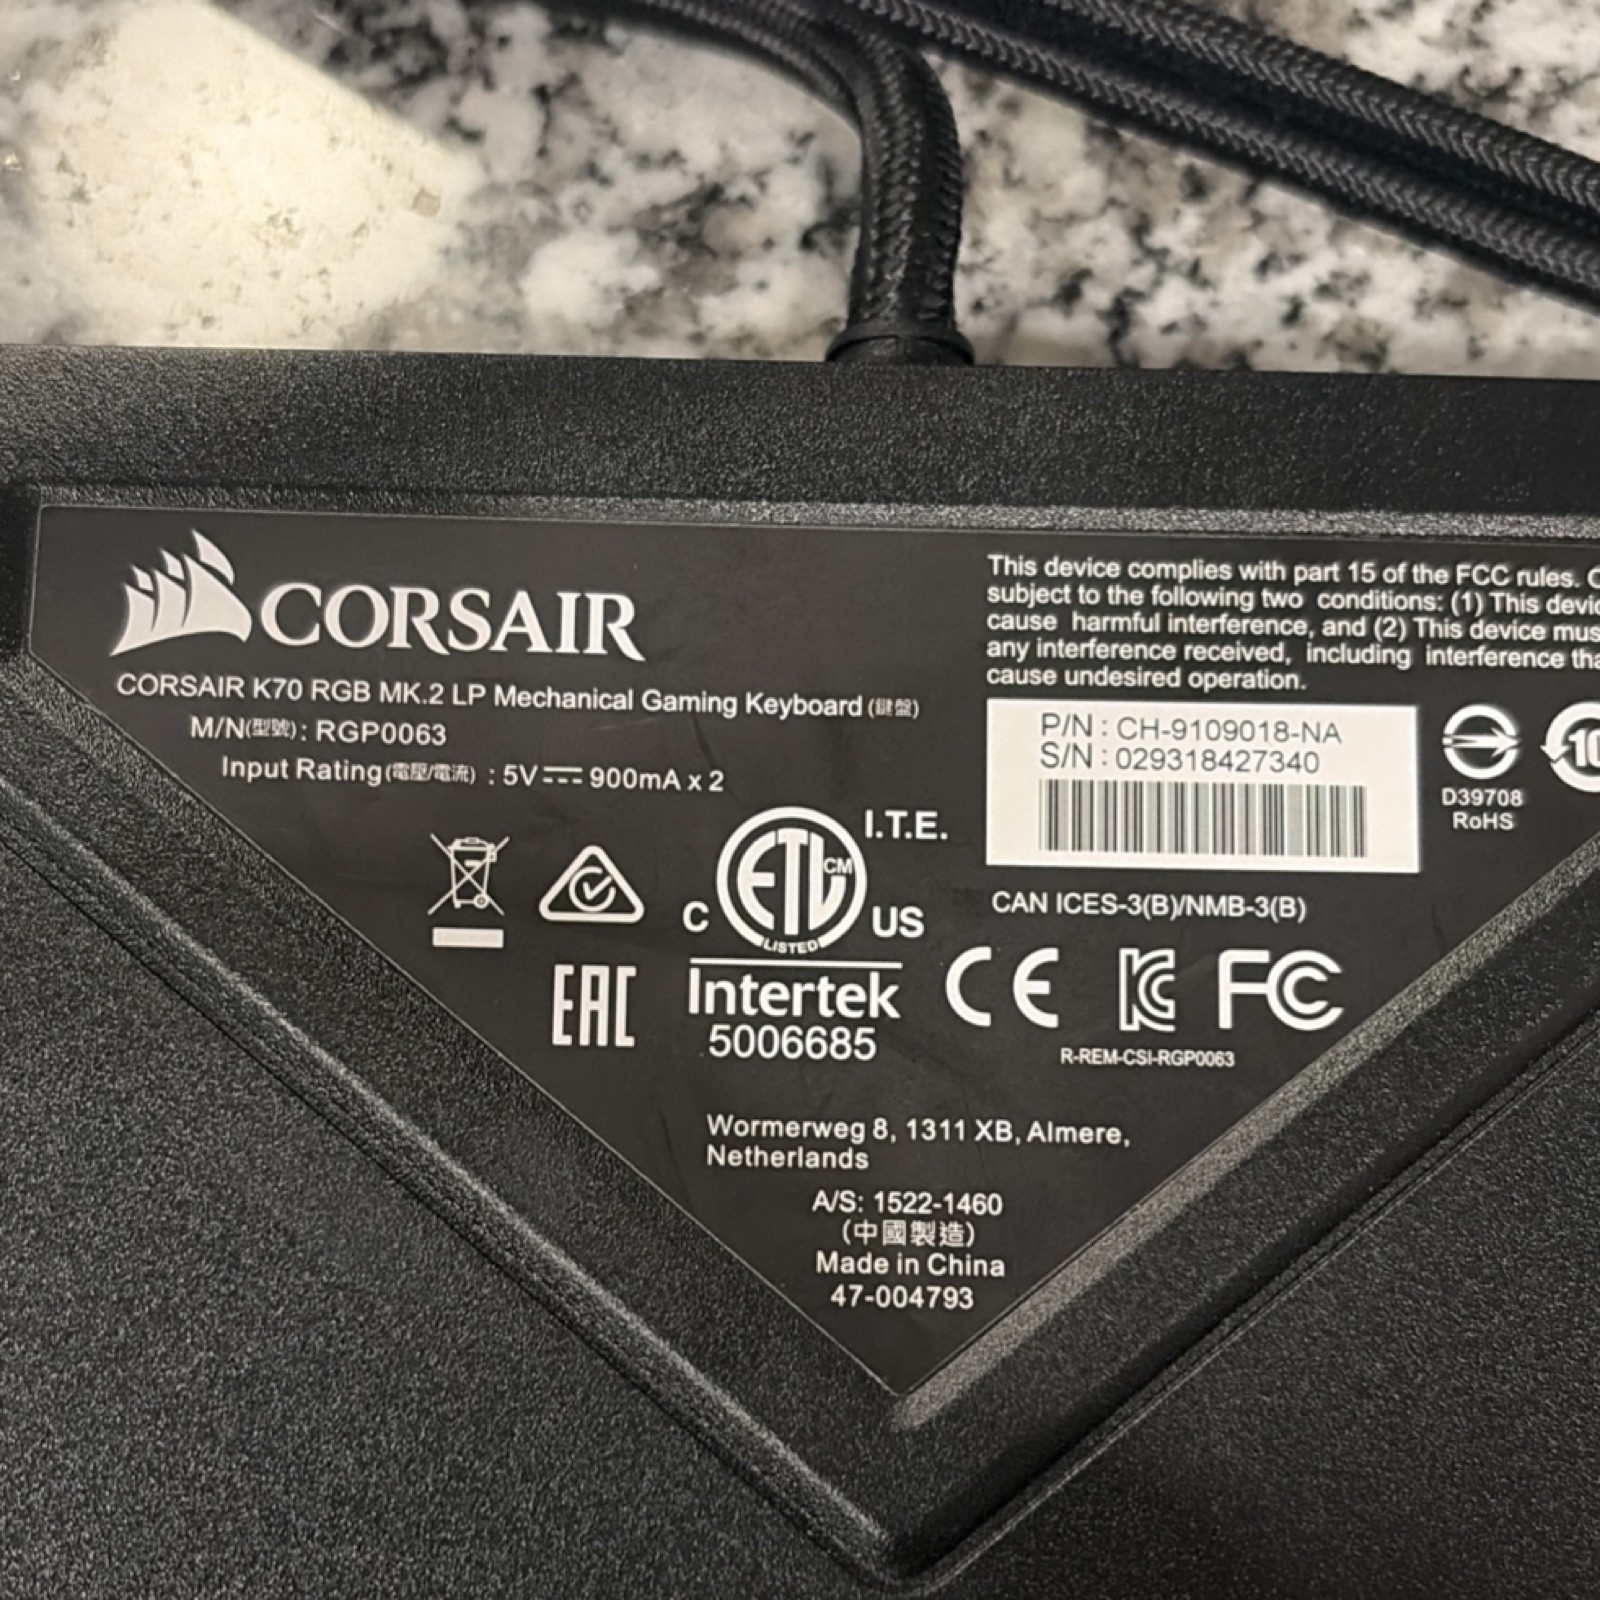 CORSAIR
CORSAIR K70 RGB MK.2 LP Mechanical Gaming Keyboard (鍵盤)
M/N(型號): RGP0063
Input Rating(電壓/電流) : 5V 900mA x 2
This device complies with part 15 of the FCC rules.
subject to the following two conditions: (1) This
cause harmful interference, and (2) This device
any interference received, including interference
cause undesired operation.
P/N : CH-9109018-NA
S/N : 029318427340
10
D39708
RoHS
I.T.E.
ETL CM
C US
LISTED
Intertek
5006685
CAN ICES-3(B)/NMB-3(B)
EAC
CE KC FC
R-REM-CSI-RGP0063
Wormerweg 8, 1311 XB, Almere,
Netherlands
A/S: 1522-1460
(中國製造)
Made in China
47-004793